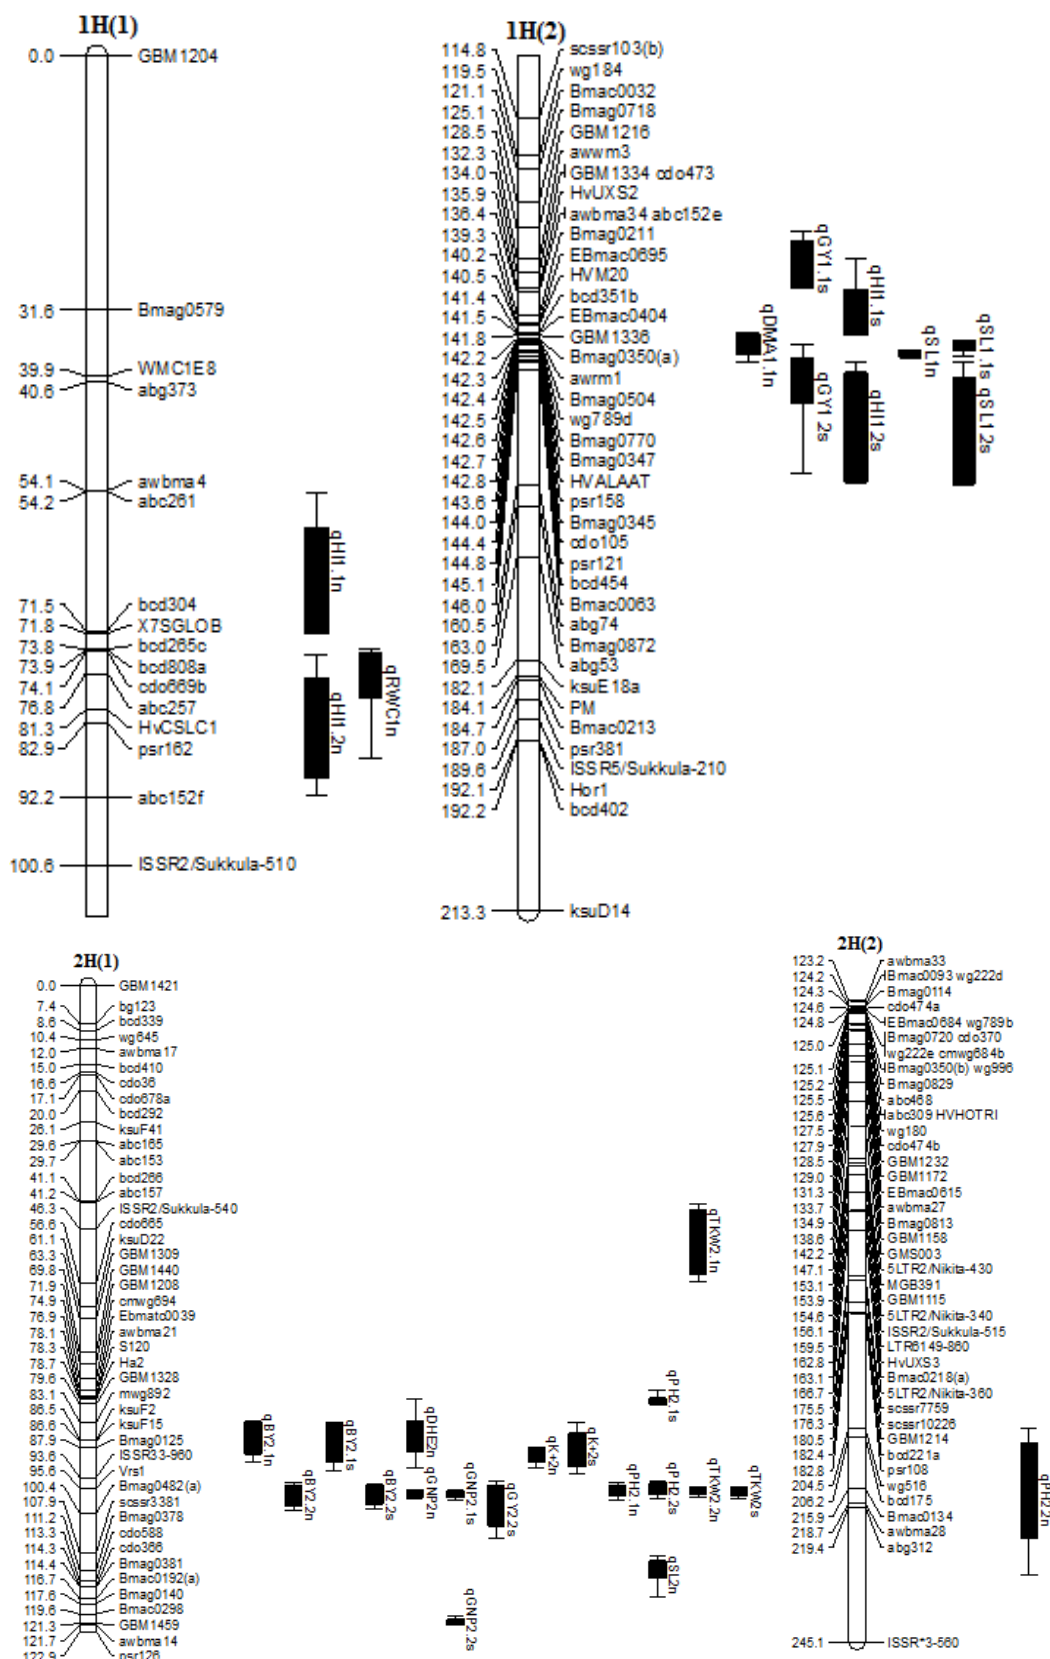 1H(1)
0.0 GBM1204
31.6 Bmag0579
39.9 WMC1E8
40.6 abg373
54.1 awbma4
54.2 abc261
71.5 bcd304
71.8 X7SGLOB
73.8 bcd265c
73.9 bcd808a
74.1 cdo669b
76.8 abc257
81.3 HvCSLC1
82.9 psr162
92.2 abc152f
100.6 ISSR2/Sukkula-510
qHI1.1n
qHI1.2n
qRWC1n
1H(2)
114.8 scssr103(b)
119.5 wg184
121.1 Bmac0032
125.1 Bmag0718
128.5 GBM1216
132.3 awwm3
134.0 GBM1334 cdo473
135.9 HvUXS2
136.4 awbma34 abc152e
139.3 Bmag0211
140.2 EBmac0695
140.5 HVM20
141.4 bcd351b
141.5 EBmac0404
141.8 GBM1336
142.2 Bmag0350(a)
142.3 awrm1
142.4 Bmag0504
142.5 wg789d
142.6 Bmag0770
142.7 Bmag0347
142.8 HVALAAT
143.6 psr158
144.0 Bmag0345
144.4 cdo105
144.8 psr121
145.1 bcd454
146.0 Bmac0063
160.5 abg74
163.0 Bmag0872
169.5 abg53
182.1 ksuE18a
184.1 PM
184.7 Bmac0213
187.0 psr381
189.6 ISSR5/Sukkula-210
192.1 Hor1
192.2 bcd402
213.3 ksuD14
qDMA1.1n
qGY1.1s
qGY1.2s
qHI1.1s
qHI1.2s
qSL1n
qSL1.1s
qSL1.2s
2H(1)
0.0 GBM1421
7.4 bg123
8.6 bcd339
10.4 wg645
12.0 awbma17
15.0 bcd410
16.6 cdo36
17.1 cdo678a
20.0 bcd292
26.1 ksuF41
29.6 abc165
29.7 abc153
41.1 bcd266
41.2 abc157
46.3 ISSR2/Sukkula-540
56.6 cdo665
61.1 ksuD22
63.3 GBM1309
69.8 GBM1440
71.9 GBM1208
74.9 cmwg694
76.9 Ebmatc0039
78.1 awbma21
78.3 S120
78.7 Ha2
79.6 GBM1328
83.1 mwg892
86.5 ksuF2
86.6 ksuF15
87.9 Bmag0125
93.6 ISSR33-960
95.6 Vrs1
100.4 Bmag0482(a)
107.9 scssr3381
111.2 Bmag0378
113.3 cdo588
114.3 cdo366
114.4 Bmag0381
116.7 Bmac0192(a)
117.6 Bmag0140
119.6 Bmac0298
121.3 GBM1459
121.7 awbma14
122.9 psr126
qBY2.1n
qBY2.2n
qBY2.1s
qBY2.2s
qDHE2n
qGNP2n
qGNP2.1s
qGNP2.2s
qGY2.2s
qK+2n
qK+2s
qPH2.1n
qPH2.1s
qPH2.2s
qSL2n
qTKW2.1n
qTKW2.2n
qTKW2s
2H(2)
123.2 awbma33
124.2 Bmac0093 wg222d
124.3 Bmag0114
124.6 cdo474a
124.8 EBmac0684 wg789b
125.0 Bmag0720 cdo370
wg222e cmwg684b
125.1 Bmag0350(b) wg996
125.2 Bmag0829
125.5 abc468
125.6 abc309 HVHOTRI
127.5 wg180
127.9 cdo474b
128.5 GBM1232
129.0 GBM1172
131.3 EBmac0615
133.7 awbma27
134.9 Bmag0813
138.6 GBM1158
142.2 GMS003
147.1 5LTR2/Nikita-430
153.1 MGB391
153.9 GBM1115
154.6 5LTR2/Nikita-340
156.1 ISSR2/Sukkula-515
159.5 LTR6149-860
162.8 HvUXS3
163.1 Bmac0218(a)
166.7 5LTR2/Nikita-360
175.5 scssr7759
176.3 scssr10226
180.5 GBM1214
182.4 bcd221a
182.8 psr108
204.5 wg516
206.2 bcd175
215.9 Bmac0134
218.7 awbma28
219.4 abg312
245.1 ISSR*3-560
qPH2.2n